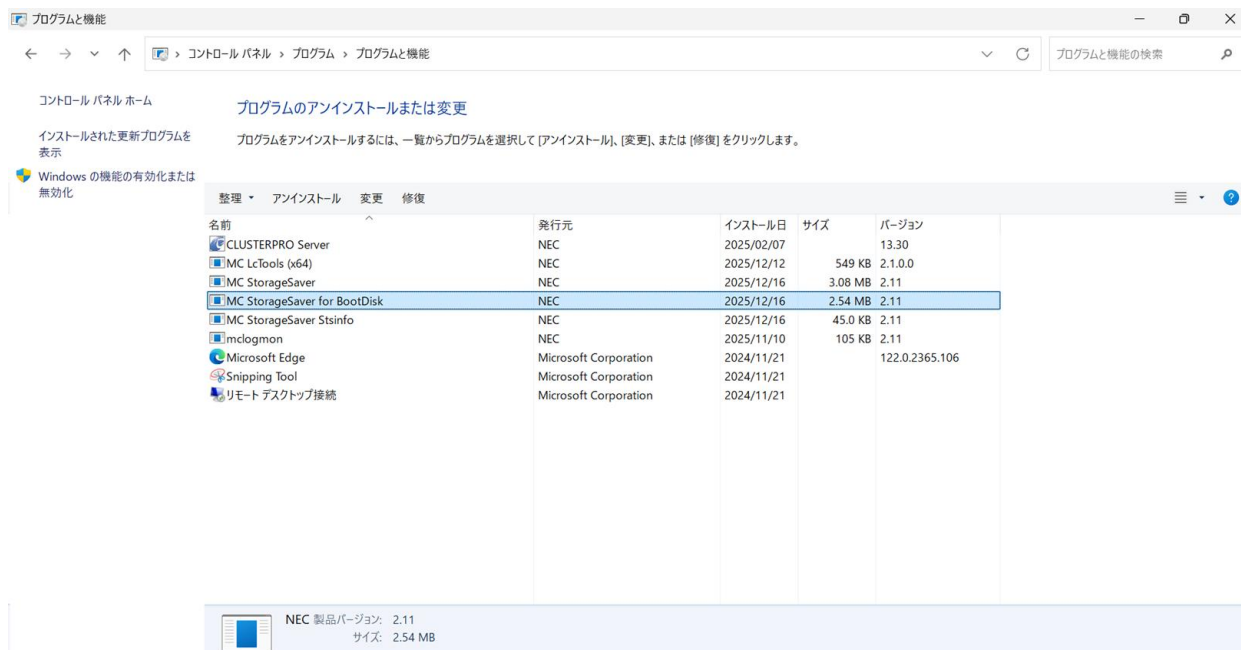 プログラムと機能
コントロール パネル › プログラム › プログラムと機能
プログラムと機能の検索
コントロール パネル ホーム
インストールされた更新プログラムを
表示
Windows の機能の有効化または
無効化
プログラムのアンインストールまたは変更
プログラムをアンインストールするには、一覧からプログラムを選択して [アンインストール]、[変更]、または [修復] をクリックします。
整理 アンインストール 変更 修復
名前 発行元 インストール日 サイズ バージョン
CLUSTERPRO Server NEC 2025/02/07 13.30
MC LcTools (x64) NEC 2025/12/12 549 KB 2.1.0.0
MC StorageSaver NEC 2025/12/16 3.08 MB 2.11
MC StorageSaver for BootDisk NEC 2025/12/16 2.54 MB 2.11
MC StorageSaver Stsinfo NEC 2025/12/16 45.0 KB 2.11
mclogmon NEC 2025/11/10 105 KB 2.11
Microsoft Edge Microsoft Corporation 2024/11/21 122.0.2365.106
Snipping Tool Microsoft Corporation 2024/11/21
リモート デスクトップ接続 Microsoft Corporation 2024/11/21
NEC 製品バージョン: 2.11
サイズ: 2.54 MB